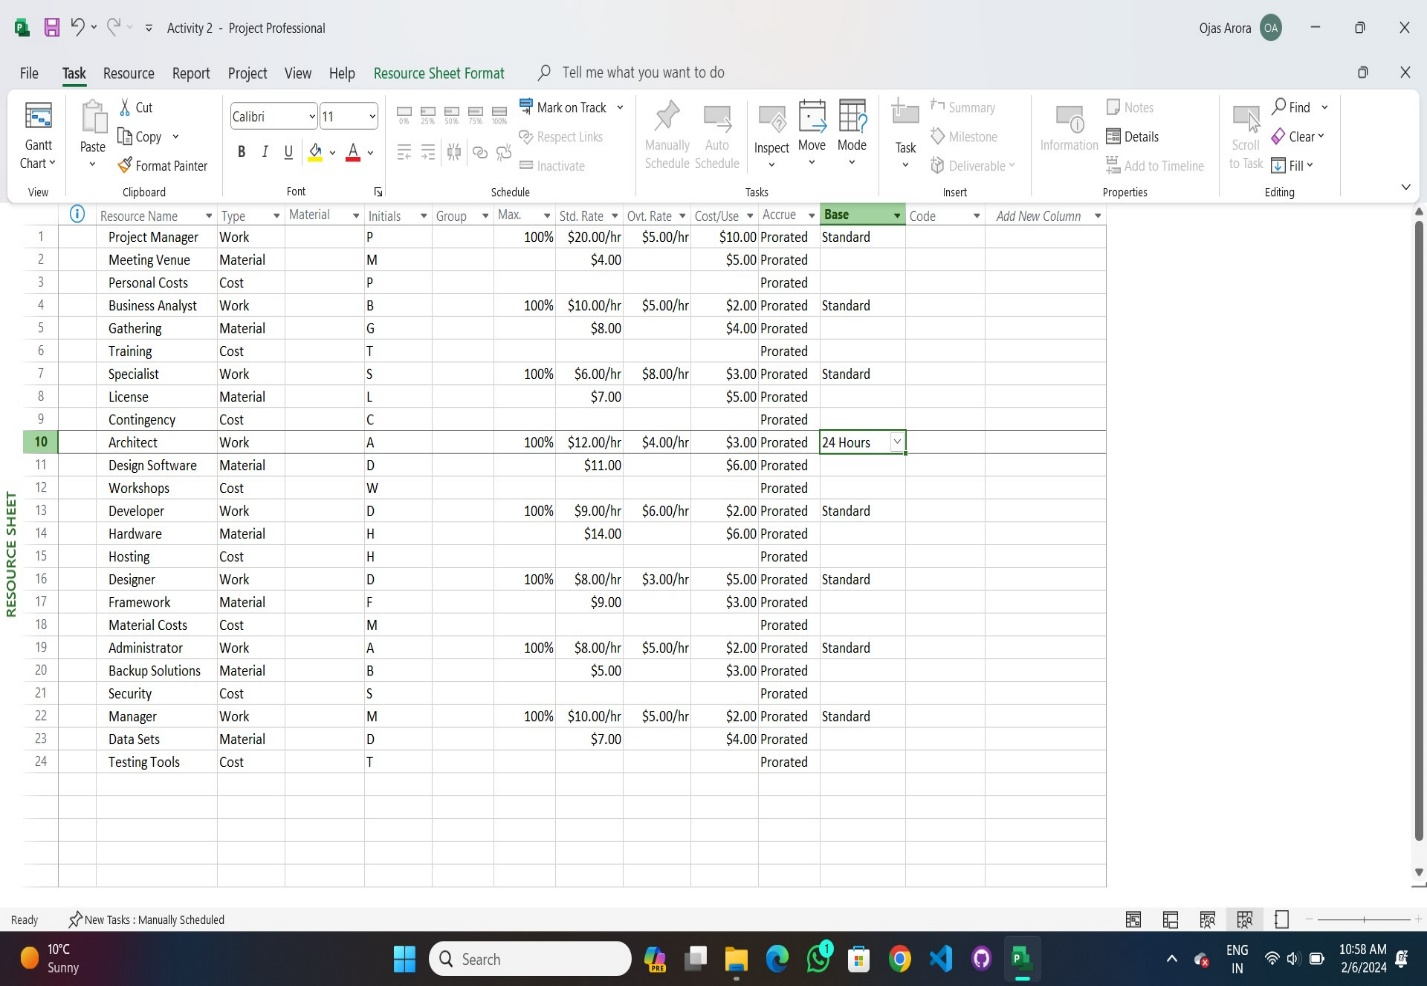 Activity 2 - Project Professional
Ojas Arora OA
File Task Resource Report Project View Help Resource Sheet Format Tell me what you want to do
Gantt Chart
View
Paste
Cut
Copy
Format Painter
Clipboard
Calibri 11
B I U A
Font
0% 25% 50% 75% 100%
Mark on Track
Respect Links
Inactivate
Schedule
Manually Schedule
Auto Schedule
Inspect
Move
Mode
Tasks
Task
Summary
Milestone
Deliverable
Insert
Information
Notes
Details
Add to Timeline
Properties
Scroll to Task
Find
Clear
Fill
Editing
Resource Name Type Material Initials Group Max. Std. Rate Ovt. Rate Cost/Use Accrue Base Code Add New Column
1 Project Manager Work P 100% $20.00/hr $5.00/hr $10.00 Prorated Standard
2 Meeting Venue Material M $4.00 $5.00 Prorated
3 Personal Costs Cost P Prorated
4 Business Analyst Work B 100% $10.00/hr $5.00/hr $2.00 Prorated Standard
5 Gathering Material G $8.00 $4.00 Prorated
6 Training Cost T Prorated
7 Specialist Work S 100% $6.00/hr $8.00/hr $3.00 Prorated Standard
8 License Material L $7.00 $5.00 Prorated
9 Contingency Cost C Prorated
10 Architect Work A 100% $12.00/hr $4.00/hr $3.00 Prorated 24 Hours
11 Design Software Material D $11.00 $6.00 Prorated
12 Workshops Cost W Prorated
13 Developer Work D 100% $9.00/hr $6.00/hr $2.00 Prorated Standard
14 Hardware Material H $14.00 $6.00 Prorated
15 Hosting Cost H Prorated
16 Designer Work D 100% $8.00/hr $3.00/hr $5.00 Prorated Standard
17 Framework Material F $9.00 $3.00 Prorated
18 Material Costs Cost M Prorated
19 Administrator Work A 100% $8.00/hr $5.00/hr $2.00 Prorated Standard
20 Backup Solutions Material B $5.00 $3.00 Prorated
21 Security Cost S Prorated
22 Manager Work M 100% $10.00/hr $5.00/hr $2.00 Prorated Standard
23 Data Sets Material D $7.00 $4.00 Prorated
24 Testing Tools Cost T Prorated
RESOURCE SHEET
Ready New Tasks : Manually Scheduled
10°C
Sunny
Search
PRE
1
ENG
IN
10:58 AM
2/6/2024